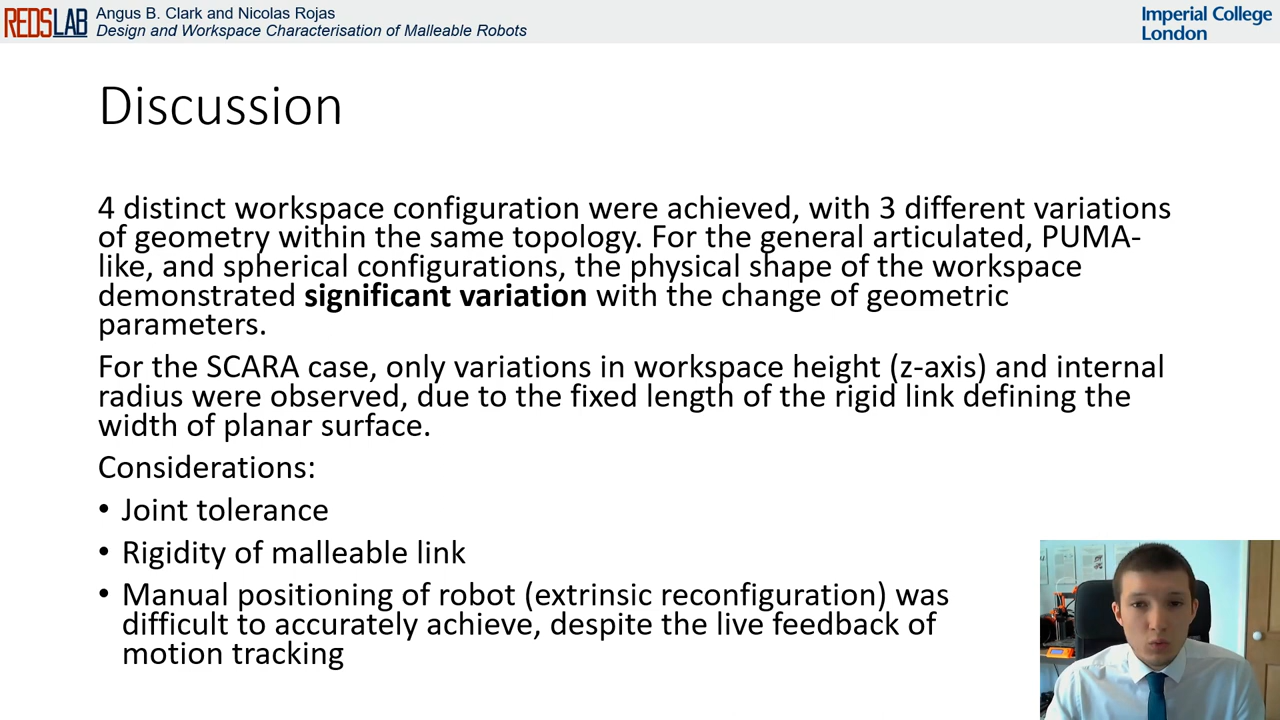 REDSLAB
Angus B. Clark and Nicolas Rojas
Design and Workspace Characterisation of Malleable Robots
Imperial College
London
Discussion
4 distinct workspace configuration were achieved, with 3 different variations
of geometry within the same topology. For the general articulated, PUMA-
like, and spherical configurations, the physical shape of the workspace
demonstrated significant variation with the change of geometric
parameters.
For the SCARA case, only variations in workspace height (z-axis) and internal
radius were observed, due to the fixed length of the rigid link defining the
width of planar surface.
Considerations:
• Joint tolerance
• Rigidity of malleable link
• Manual positioning of robot (extrinsic reconfiguration) was
difficult to accurately achieve, despite the live feedback of
motion tracking